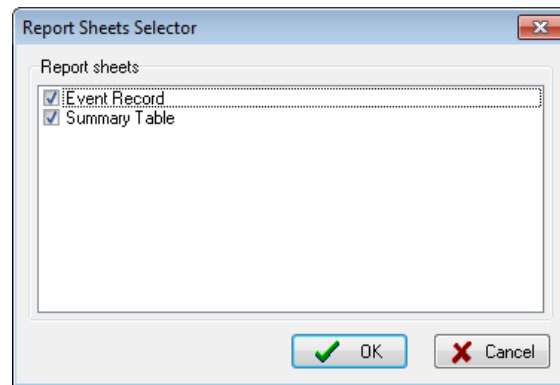 Report Sheets Selector
Report sheets
Event Record
Summary Table
OK
Cancel